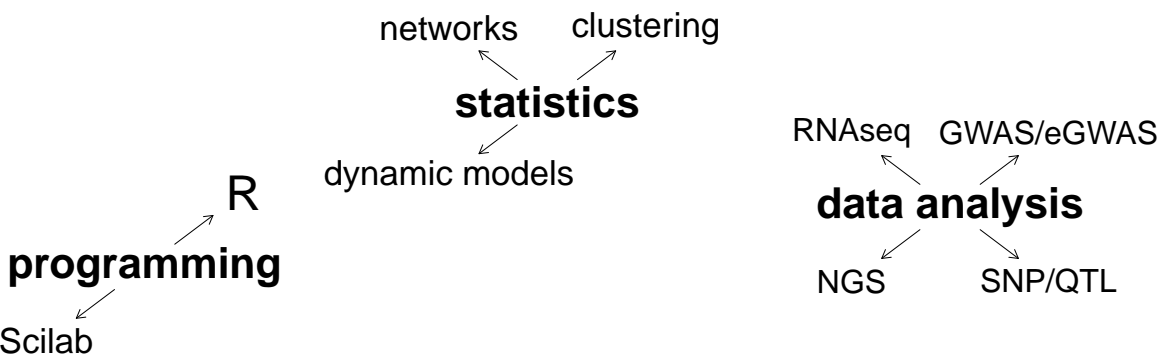 networks clustering
statistics
dynamic models
RNAseq GWAS/eGWAS
data analysis
NGS SNP/QTL
R
programming
Scilab